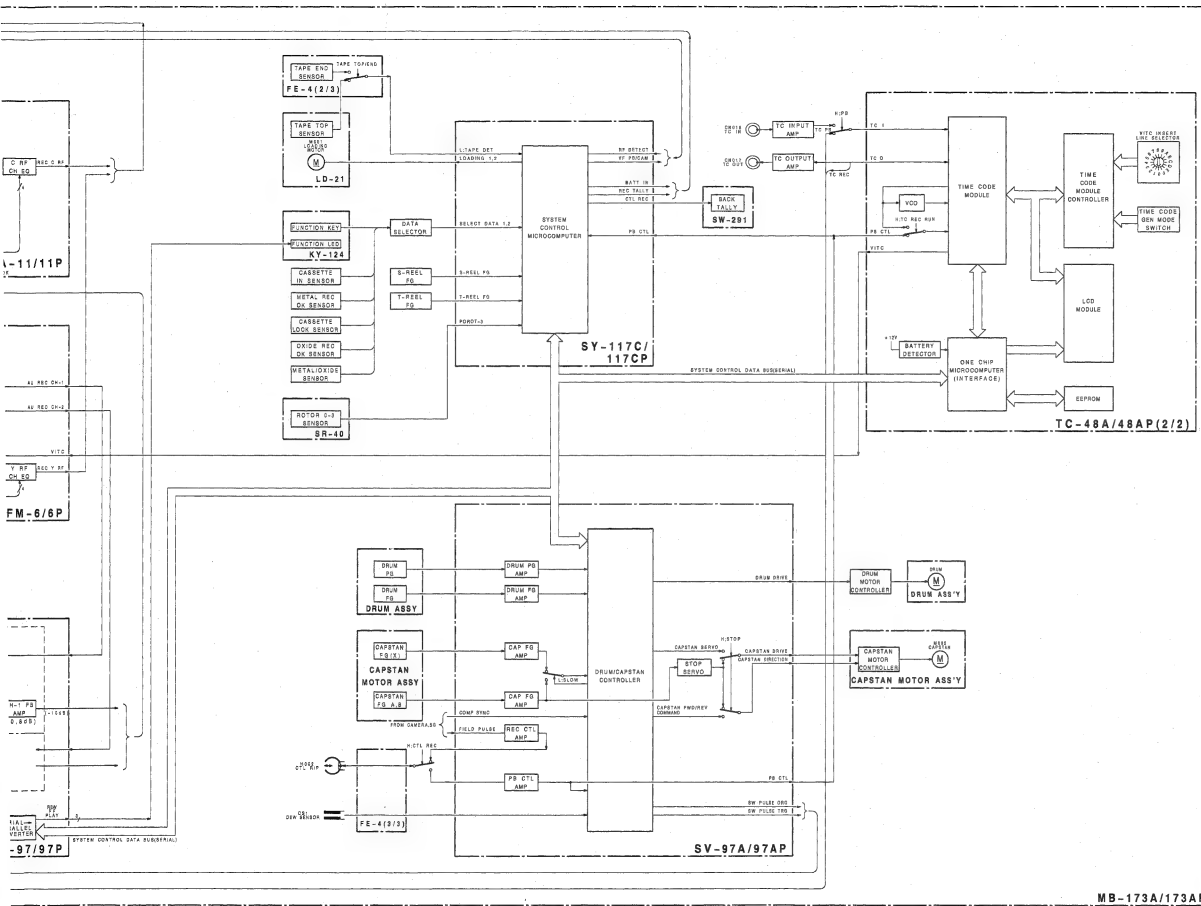 TAPE END
SENSOR
TAPE TOP/END
FE-4(2/3)
TAPE TOP
SENSOR
M901
LOADING
MOTOR
M
LD-21
FUNCTION KEY
FUNCTION LED
KY-124
DATA
SELECTOR
CASSETTE
IN SENSOR
METAL REC
OK SENSOR
CASSETTE
LOCK SENSOR
OXIDE REC
OK SENSOR
METAL/OXIDE
SENSOR
S-REEL
FG
T-REEL
FG
ROTOR 0-3
SENSOR
SR-40
L:TAPE DET
LOADING 1,2
SELECT DATA 1,2
S-REEL FG
T-REEL FG
POROT-3
SYSTEM
CONTROL
MICROCOMPUTER
RF DETECT
VF PB/CAM
BATT IN
REC TALLY
CTL REC
PB CTL
SY-117C/
117CP
BACK
TALLY
SW-291
TC IN
TC INPUT
AMP
H:PB
TC PB
TC I
TC OUT
TC OUTPUT
AMP
TC O
TC REC
TIME CODE
MODULE
VCO
H:TC REC RUN
PB CTL
VITC
TIME
CODE
MODULE
CONTROLLER
VITC INSERT
LINE SELECTOR
TIME CODE
GEN MODE
SWITCH
LCD
MODULE
+12V
BATTERY
DETECTOR
ONE CHIP
MICROCOMPUTER
(INTERFACE)
EEPROM
TC-48A/48AP(2/2)
SYSTEM CONTROL DATA BUS(SERIAL)
C RF
CH EQ
REC C RF
-11/11P
AU REC CH-1
AU REC CH-2
VITC
Y RF
CH EQ
REC Y RF
FM-6/6P
AMP
PLAY
SYSTEM CONTROL DATA BUS(SERIAL)
-97/97P
DRUM
PG
DRUM
FG
DRUM ASSY
DRUM PG
AMP
DRUM FG
AMP
CAPSTAN
FG(X)
CAPSTAN
MOTOR ASSY
CAPSTAN
FG A,B
CAP FG
AMP
L:SLOW
CAP FG
AMP
FROM CAMERA,SG
COMP SYNC
FIELD PULSE
REC CTL
AMP
H:CTL REC
PB CTL
AMP
FE-4(3/3)
DEW SENSOR
DRUM/CAPSTAN
CONTROLLER
DRUM DRIVE
H:STOP
CAPSTAN SERVO
STOP
SERVO
CAPSTAN DRIVE
CAPSTAN DIRECTION
CAPSTAN FWD/REV
COMMAND
PB CTL
SW PULSE ORG
SW PULSE TRG
SV-97A/97AP
DRUM
MOTOR
CONTROLLER
DRUM
M
DRUM ASS'Y
CAPSTAN
MOTOR
CONTROLLER
CAPSTAN
M
CAPSTAN MOTOR ASS'Y
MB-173A/173A